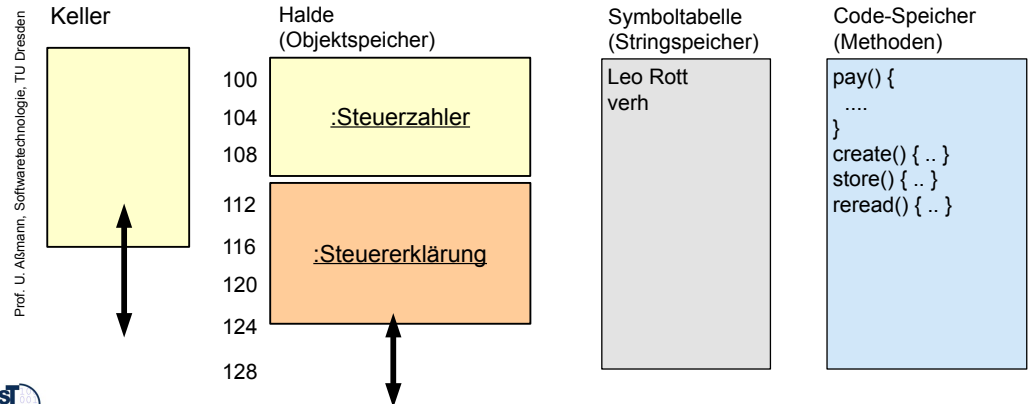 Prof. U. Aßmann, Softwaretechnologie, TU Dresden
Keller
Halde
(Objektspeicher)
100
104
108
112
116
120
124
128
:Steuerzahler
:Steuererklärung
Symboltabelle
(Stringspeicher)
Leo Rott
verh
Code-Speicher
(Methoden)
pay() {
....
}
create() { .. }
store() { .. }
reread() { .. }
ST